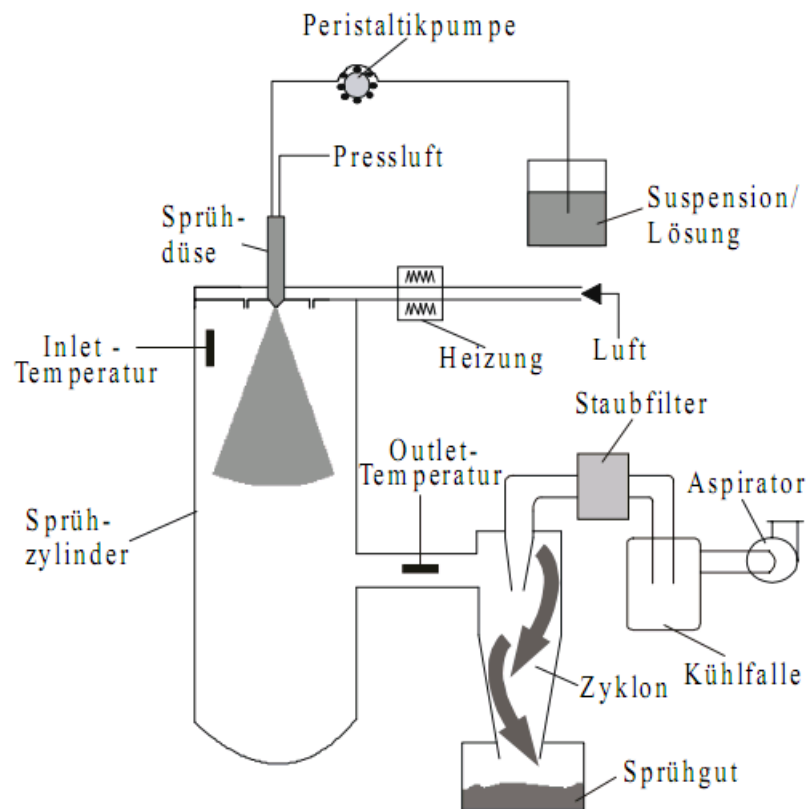 Peristaltikpumpe
Pressluft
Suspension/
Lösung
Sprüh-
düse
Inlet -
Temperatur
Heizung
Luft
Staubfilter
Outlet-
Temperatur
Aspirator
Sprüh-
zylinder
Kühlfalle
Zyklon
Sprühgut